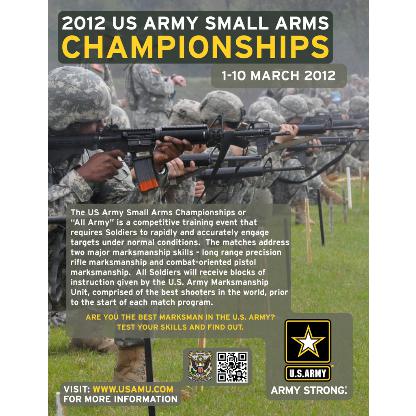 2012 US ARMY SMALL ARMS
CHAMPIONSHIPS
1-10 MARCH 2012
The US Army Small Arms Championships or
"All Army" is a competitive training event that
requires Soldiers to rapidly and accurately engage
targets under normal conditions. The matches address
two major marksmanship skills - long range precision
rifle marksmanship and combat-oriented pistol
marksmanship. All Soldiers will receive blocks of
instruction given by the U.S. Army Marksmanship
Unit, comprised of the best shooters in the world, prior
to the start of each match program.
ARE YOU THE BEST MARKSMAN IN THE U.S. ARMY?
TEST YOUR SKILLS AND FIND OUT.
U.S.ARMY
ARMY STRONG.
VISIT: WWW.USAMU.COM
FOR MORE INFORMATION